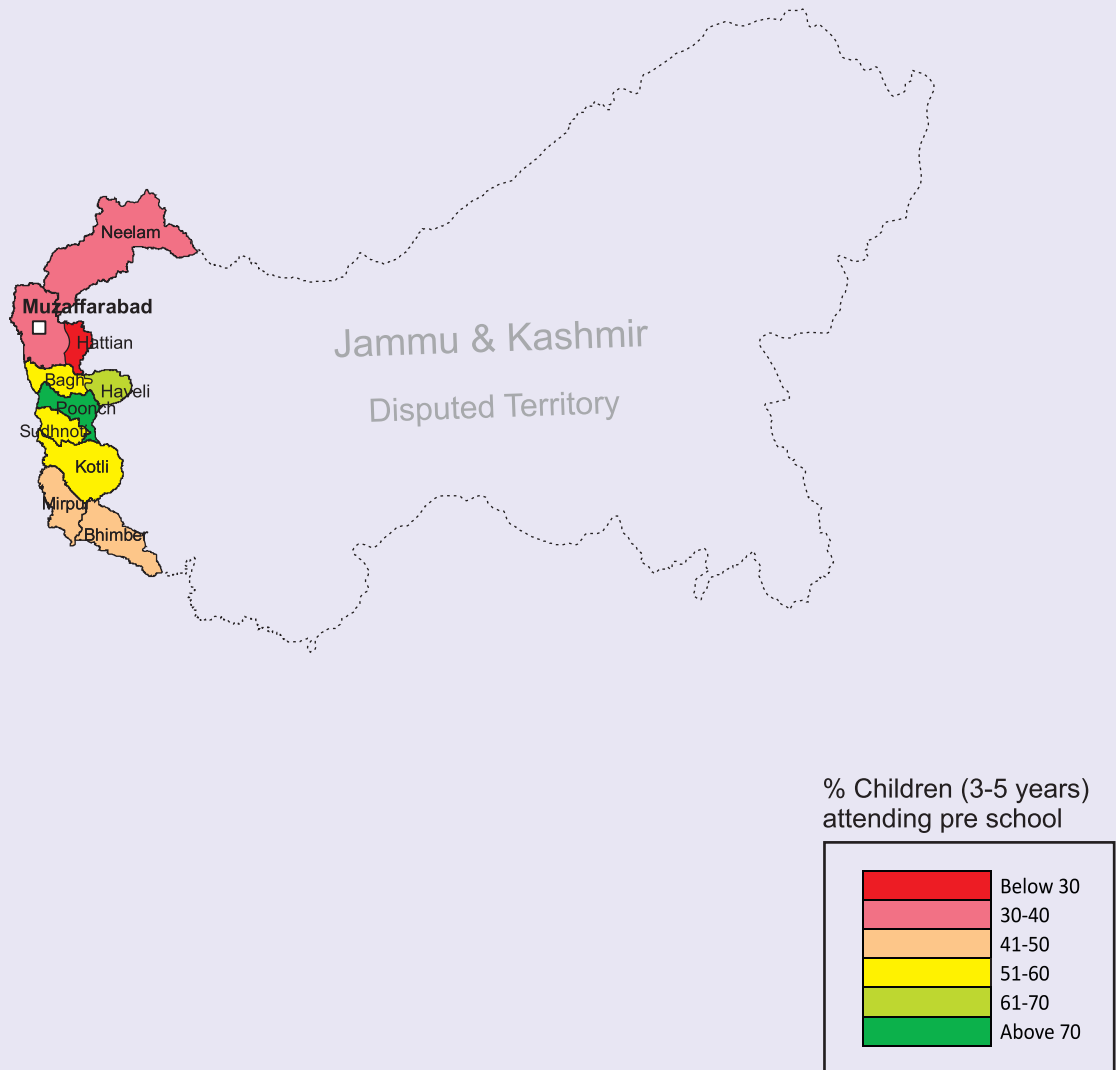 Neelam
Muzaffarabad
Jammu & Kashmir
Hattian
Bagh
Haveli
Disputed Territory
Poonch
Sudhnoti
Kotli
Mirpur
Bhimber
% Children (3-5 years)
attending pre school
Below 30
30-40
41-50
51-60
61-70
Above 70